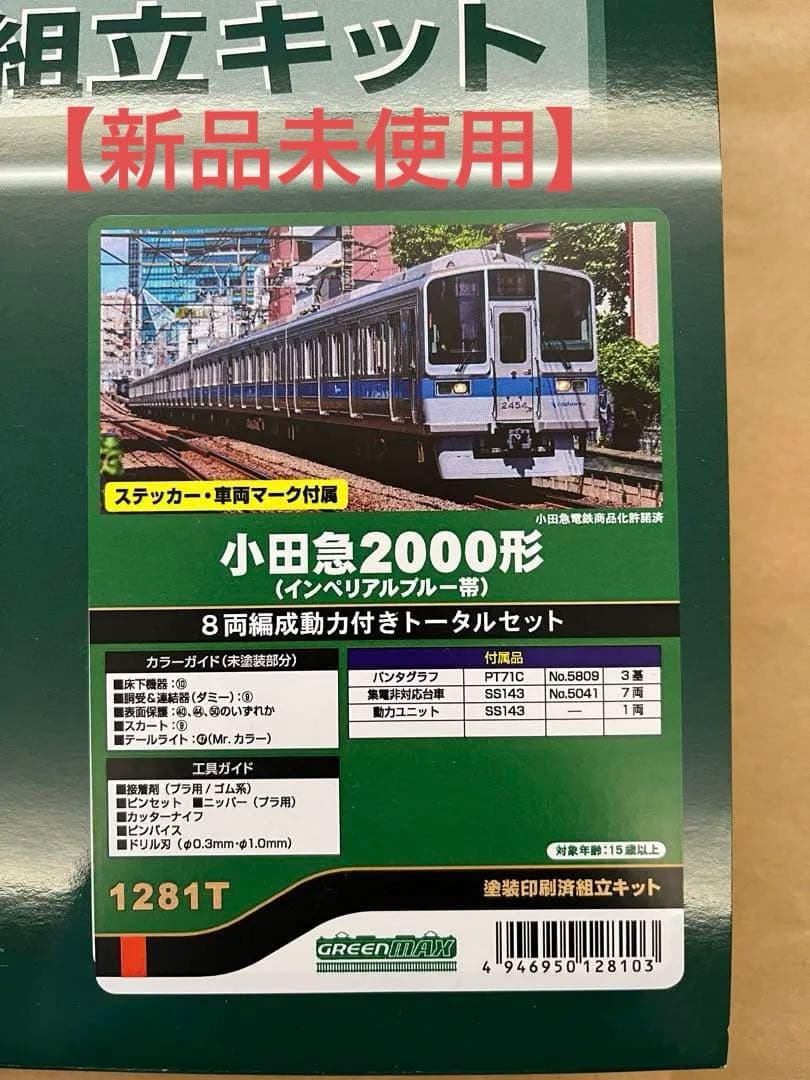 組立キット
【新品未使用】
2454
ステッカー・車両マーク付属
小田急電鉄商品化許諾済
小田急2000形
(インペリアルブルー帯)
8両編成動力付きトータルセット
カラーガイド(未塗装部分)
■床下機器:⑩
■胴受&連結器(ダミー):⑨
■表面保護:㊵、㊹、㊿のいずれか
■スカート:⑨
■テールライト:㊼(Mr.カラー)
付属品
パンタグラフ PT71C No.5809 3基
集電非対応台車 SS143 No.5041 7両
動力ユニット SS143 — 1両
工具ガイド
■接着剤(プラ用/ゴム系)
■ピンセット ■ニッパー(プラ用)
■カッターナイフ
■ピンバイス
■ドリル刃(φ0.3mm・φ1.0mm)
対象年齢:15歳以上
1281T
塗装印刷済組立キット
GREENMAX
4 946950 128103